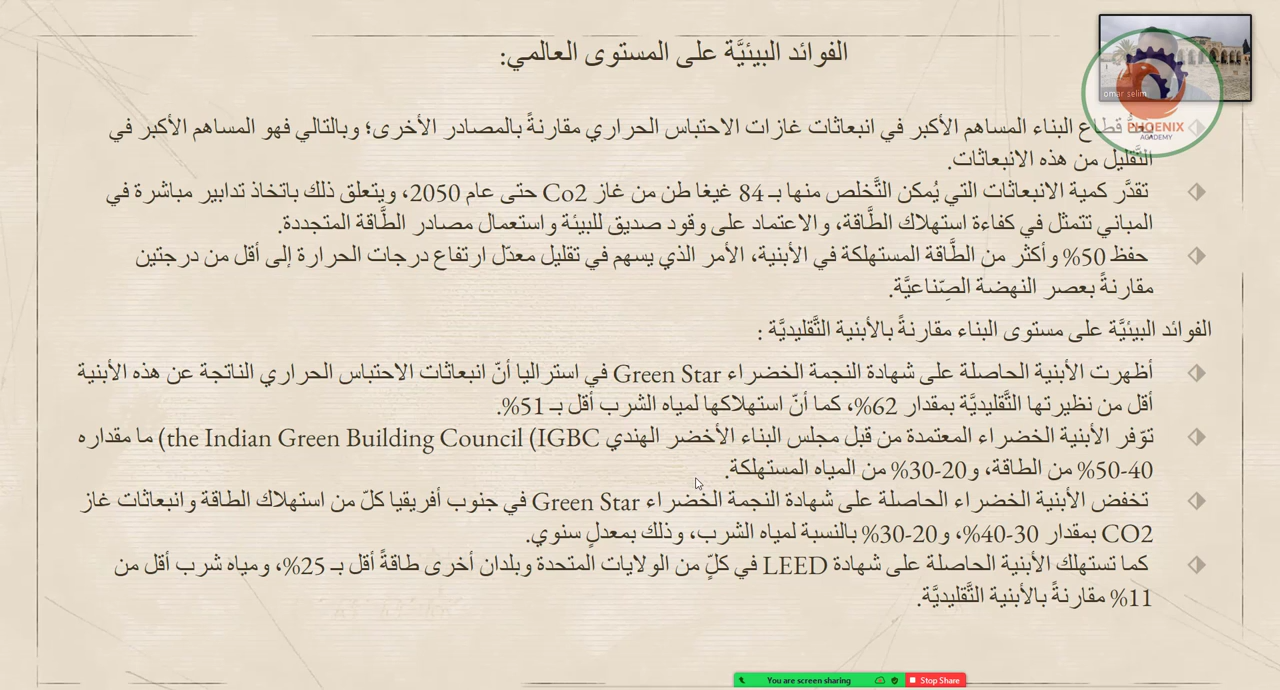 الفوائد البيئيَّة على المستوى العالمي:
omar selim
PHOENIX
ACADEMY
قطاع البناء المساهم الأكبر في انبعاثات غازات الاحتباس الحراري مقارنةً بالمصادر الأخرى؛ وبالتالي فهو المساهم الأكبر في
التَّقليل من هذه الانبعاثات.
تقدَّر كمية الانبعاثات التي يُمكن التَّخلص منها بـ 84 غيغا طن من غاز Co2 حتى عام 2050، ويتعلق ذلك باتخاذ تدابير مباشرة في
المباني تتمثل في كفاءة استهلاك الطَّاقة، والاعتماد على وقود صديق للبيئة واستعمال مصادر الطَّاقة المتجددة.
حفظ 50% وأكثر من الطَّاقة المستهلكة في الأبنية، الأمر الذي يسهم في تقليل معدّل ارتفاع درجات الحرارة إلى أقل من درجتين
مقارنةً بعصر النهضة الصِّناعيَّة.
الفوائد البيئيَّة على مستوى البناء مقارنةً بالأبنية التَّقليديَّة :
أظهرت الأبنية الحاصلة على شهادة النجمة الخضراء Green Star في استراليا أنّ انبعاثات الاحتباس الحراري الناتجة عن هذه الأبنية
أقل من نظيرتها التَّقليديَّة بمقدار 62%، كما أنّ استهلاكها لمياه الشرب أقل بـ 51%.
توّفر الأبنية الخضراء المعتمدة من قبل مجلس البناء الأخضر الهندي the Indian Green Building Council (IGBC) ما مقداره
40-50% من الطاقة، و20-30% من المياه المستهلكة.
تخفض الأبنية الخضراء الحاصلة على شهادة النجمة الخضراء Green Star في جنوب أفريقيا كلّ من استهلاك الطاقة وانبعاثات غاز
CO2 بمقدار 30-40%، و20-30% بالنسبة لمياه الشرب، وذلك بمعدلٍ سنوي.
كما تستهلك الأبنية الحاصلة على شهادة LEED في كلٍّ من الولايات المتحدة وبلدان أخرى طاقةً أقل بـ 25%، ومياه شرب أقل من
11% مقارنةً بالأبنية التَّقليديَّة.
You are screen sharing
Stop Share